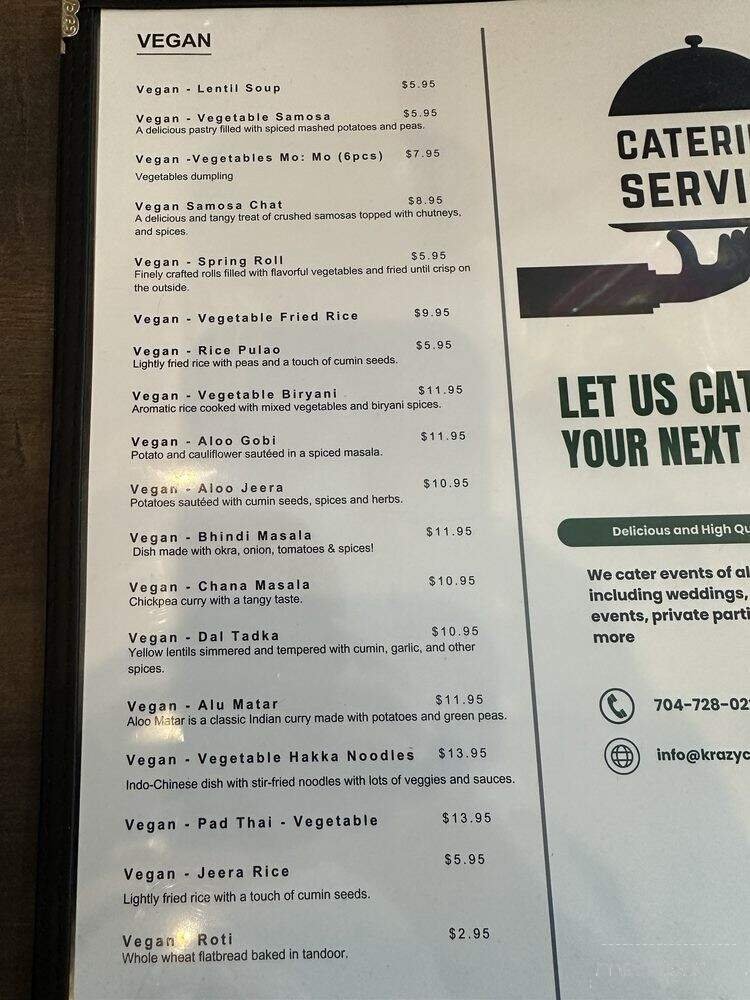 VEGAN
Vegan - Lentil Soup $5.95
Vegan - Vegetable Samosa $5.95
A delicious pastry filled with spiced mashed potatoes and peas.
Vegan -Vegetables Mo: Mo (6pcs) $7.95
Vegetables dumpling
Vegan Samosa Chat $8.95
A delicious and tangy treat of crushed samosas topped with chutneys,
and spices.
Vegan - Spring Roll $5.95
Finely crafted rolls filled with flavorful vegetables and fried until crisp on
the outside.
Vegan - Vegetable Fried Rice $9.95
Vegan - Rice Pulao $5.95
Lightly fried rice with peas and a touch of cumin seeds.
Vegan - Vegetable Biryani $11.95
Aromatic rice cooked with mixed vegetables and biryani spices.
Vegan - Aloo Gobi $11.95
Potato and cauliflower sautéed in a spiced masala.
Vegan - Aloo Jeera $10.95
Potatoes sautéed with cumin seeds, spices and herbs.
Vegan - Bhindi Masala $11.95
Dish made with okra, onion, tomatoes & spices!
Vegan - Chana Masala $10.95
Chickpea curry with a tangy taste.
Vegan - Dal Tadka $10.95
Yellow lentils simmered and tempered with cumin, garlic, and other
spices.
Vegan - Alu Matar $11.95
Aloo Matar is a classic Indian curry made with potatoes and green peas.
Vegan - Vegetable Hakka Noodles $13.95
Indo-Chinese dish with stir-fried noodles with lots of veggies and sauces.
Vegan - Pad Thai - Vegetable $13.95
Vegan - Jeera Rice $5.95
Lightly fried rice with a touch of cumin seeds.
Vegan - Roti $2.95
Whole wheat flatbread baked in tandoor.
CATERI
SERVI
LET US CAT
YOUR NEXT
Delicious and High Qu
We cater events of al
including weddings,
events, private parti
more
704-728-02
info@krazyc